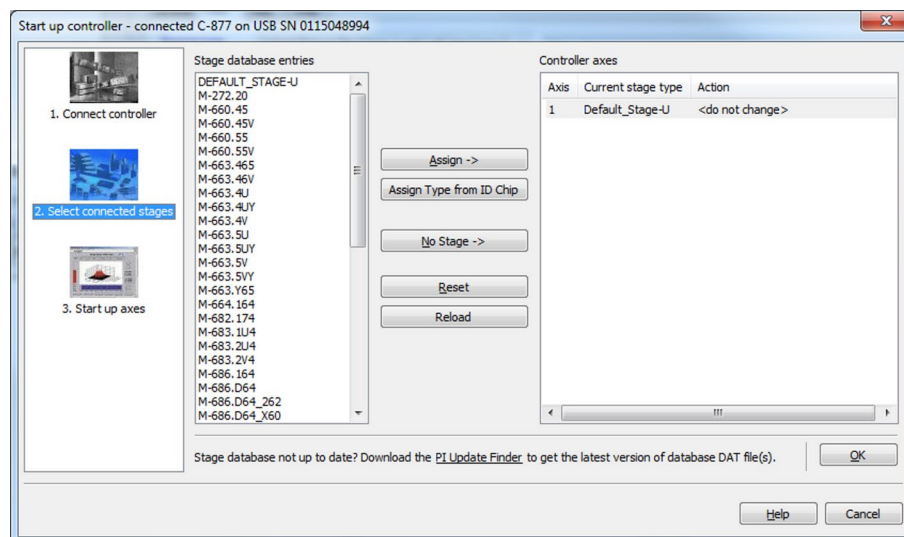 Start up controller - connected C-877 on USB SN 0115048994
1. Connect controller
2. Select connected stages
3. Start up axes
Stage database entries
DEFAULT_STAGE-U
M-272.20
M-660.45
M-660.45V
M-660.55
M-660.55V
M-663.465
M-663.46V
M-663.4U
M-663.4UY
M-663.4V
M-663.5U
M-663.5UY
M-663.5V
M-663.5VY
M-663.Y65
M-664.164
M-682.174
M-683.1U4
M-683.2U4
M-683.2V4
M-686.164
M-686.D64
M-686.D64_262
M-686.D64_X60
Assign ->
Assign Type from ID Chip
No Stage ->
Reset
Reload
Controller axes
Axis Current stage type Action
1 Default_Stage-U <do not change>
Stage database not up to date? Download the PI Update Finder to get the latest version of database DAT file(s).
OK
Help Cancel